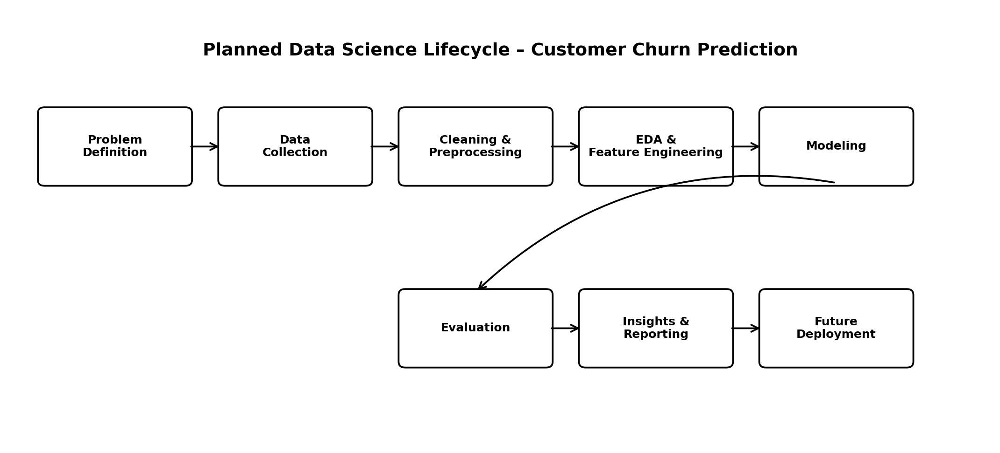 Planned Data Science Lifecycle – Customer Churn Prediction
Problem
Definition
Data
Collection
Cleaning &
Preprocessing
EDA &
Feature Engineering
Modeling
Evaluation
Insights &
Reporting
Future
Deployment